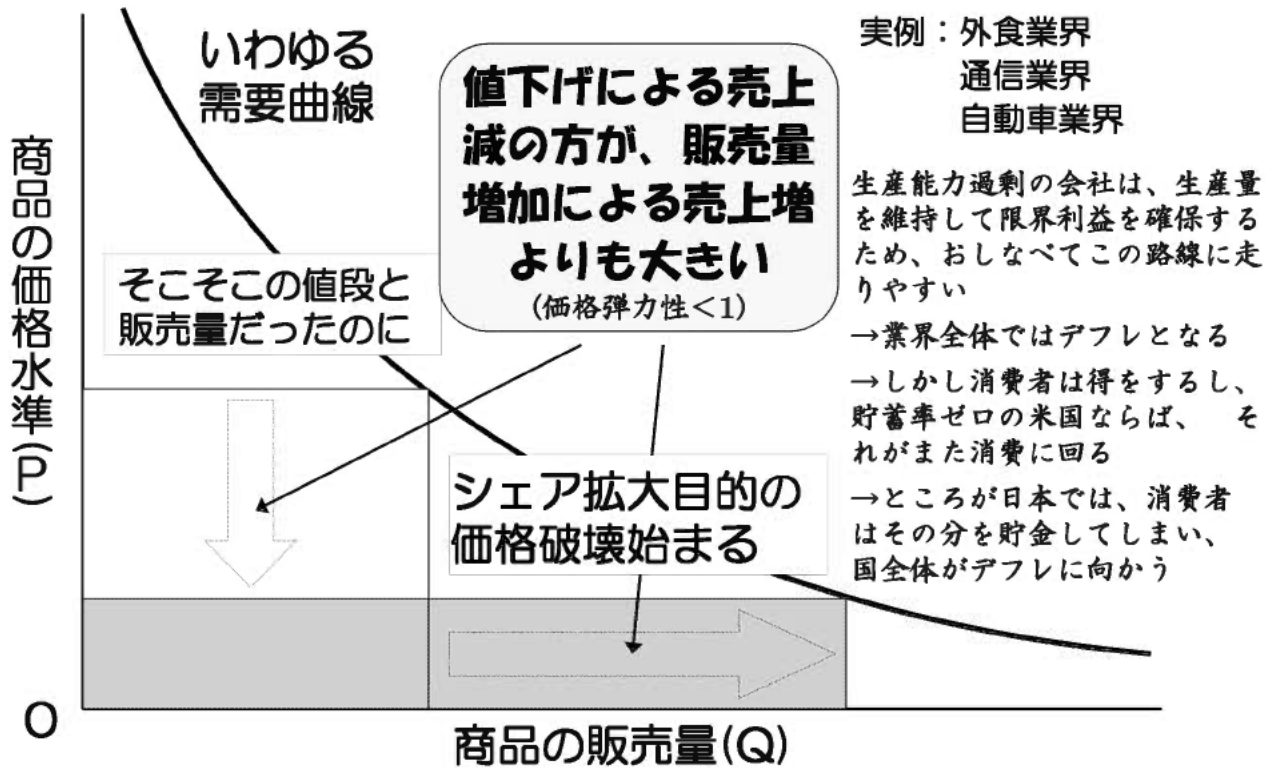 いわゆる
需要曲線
値下げによる売上
減の方が、販売量
増加による売上増
よりも大きい
(価格弾力性<1)
実例：外食業界
通信業界
自動車業界
商品の価格水準(P)
そこそこの値段と
販売量だったのに
シェア拡大目的の
価格破壊始まる
生産能力過剰の会社は、生産量
を維持して限界利益を確保する
ため、おしなべてこの路線に走
りやすい
→業界全体ではデフレとなる
→しかし消費者は得をするし、
貯蓄率ゼロの米国ならば、　そ
れがまた消費に回る
→ところが日本では、消費者
はその分を貯金してしまい、
国全体がデフレに向かう
O
商品の販売量(Q)